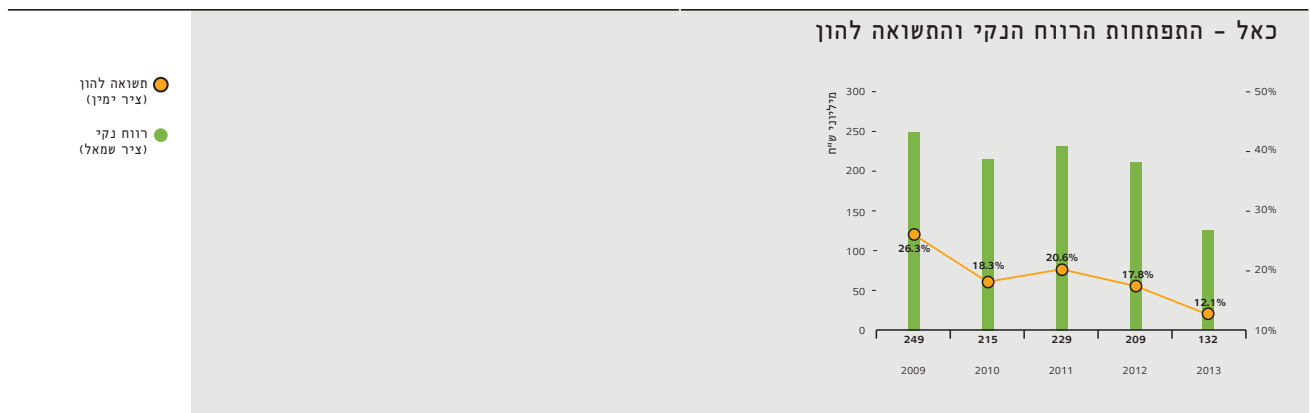 כאל – התפתחות הרווח הנקי והתשואה להון
תשואה להון
(ציר ימין)
רווח נקי
(ציר שמאל)
מיליוני ש"ח
300
250
200
150
100
50
0
50%
40%
30%
20%
10%
26.3%
18.3%
20.6%
17.8%
12.1%
249 215 229 209 132
2009 2010 2011 2012 2013